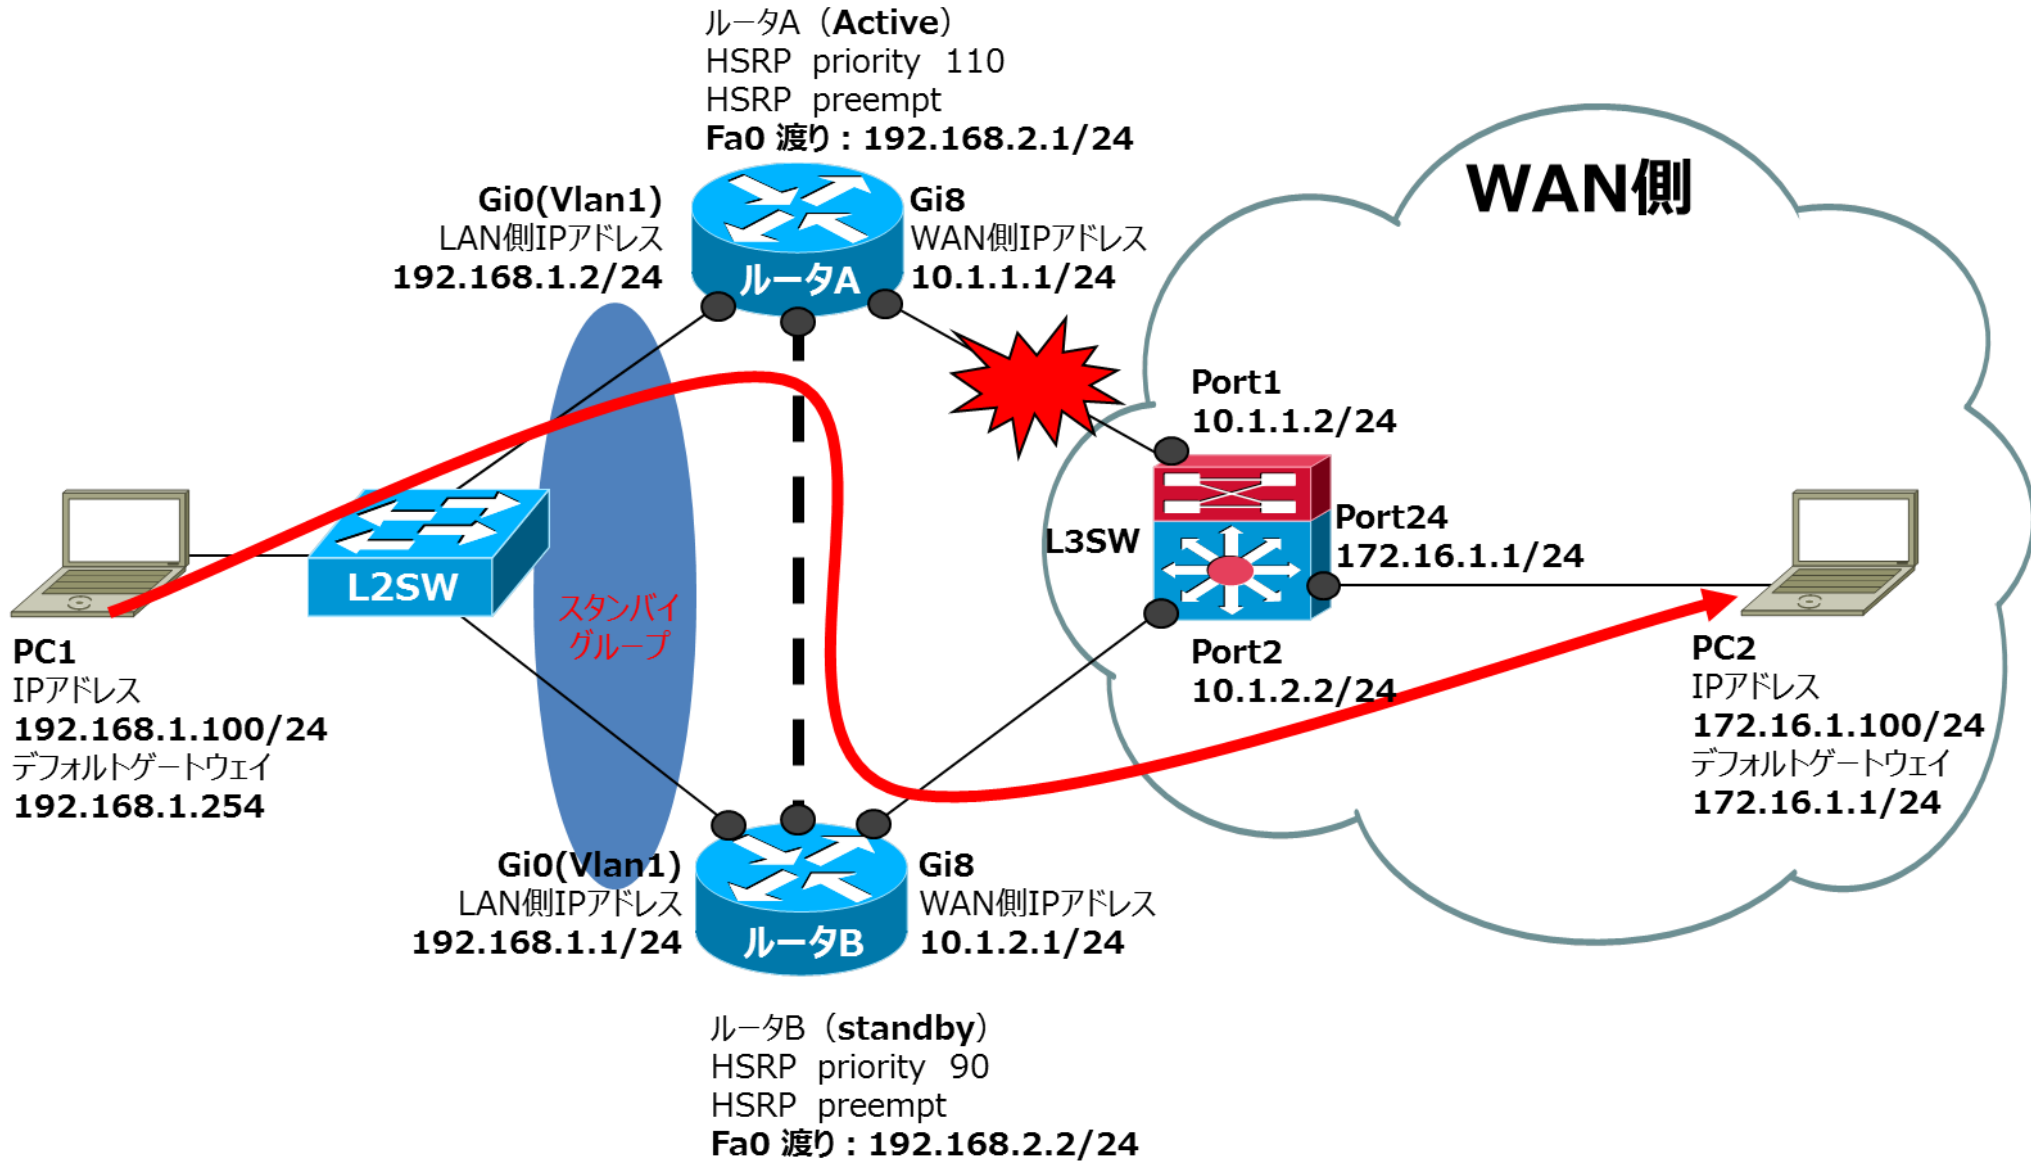 ルータA（Active）
HSRP priority 110
HSRP preempt
Fa0 渡り：192.168.2.1/24
Gi0(Vlan1)
LAN側IPアドレス
192.168.1.2/24
ルータA
Gi8
WAN側IPアドレス
10.1.1.1/24
WAN側
Port1
10.1.1.2/24
L3SW
Port24
172.16.1.1/24
Port2
10.1.2.2/24
L2SW
スタンバイ
グループ
PC1
IPアドレス
192.168.1.100/24
デフォルトゲートウェイ
192.168.1.254
PC2
IPアドレス
172.16.1.100/24
デフォルトゲートウェイ
172.16.1.1/24
Gi0(Vlan1)
LAN側IPアドレス
192.168.1.1/24
ルータB
Gi8
WAN側IPアドレス
10.1.2.1/24
ルータB（standby）
HSRP priority 90
HSRP preempt
Fa0 渡り：192.168.2.2/24